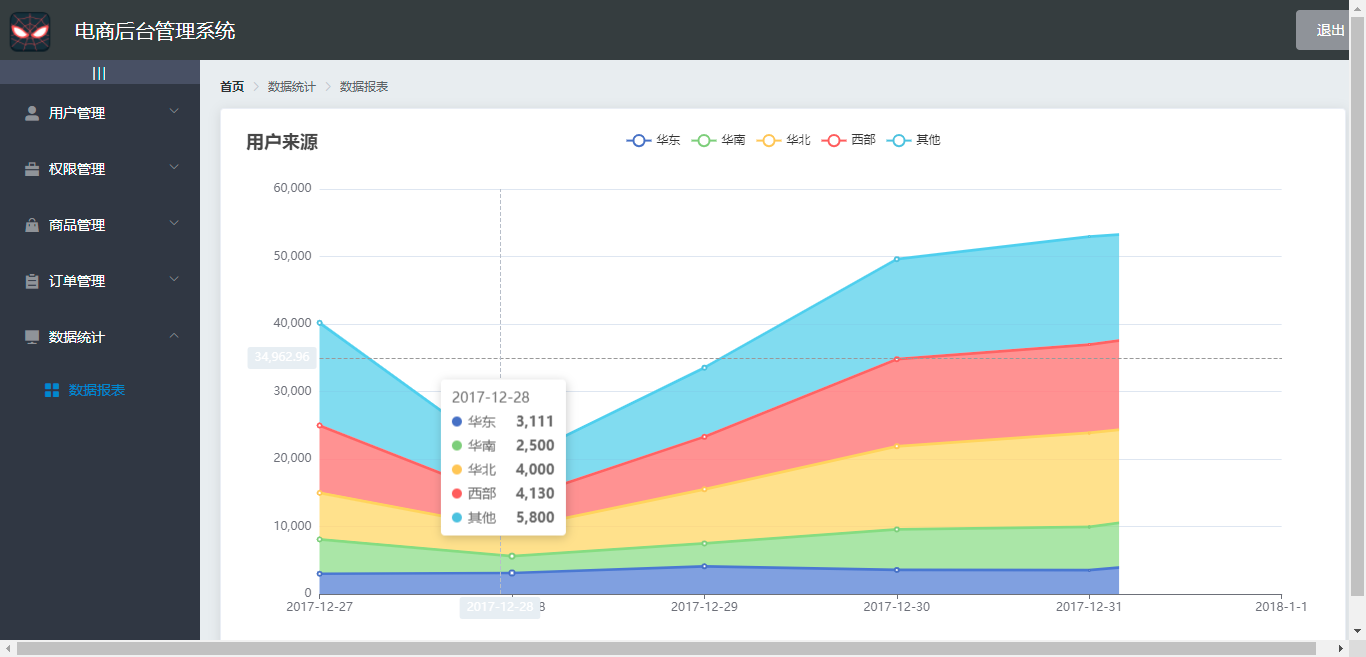 电商后台管理系统
退出
|||
用户管理
权限管理
商品管理
订单管理
数据统计
数据报表
首页 > 数据统计 > 数据报表
用户来源
华东 华南 华北 西部 其他
60,000
50,000
40,000
34,962.96
30,000
20,000
10,000
0
2017-12-28
华东 3,111
华南 2,500
华北 4,000
西部 4,130
其他 5,800
2017-12-27 2017-12-28 8 2017-12-29 2017-12-30 2017-12-31 2018-1-1